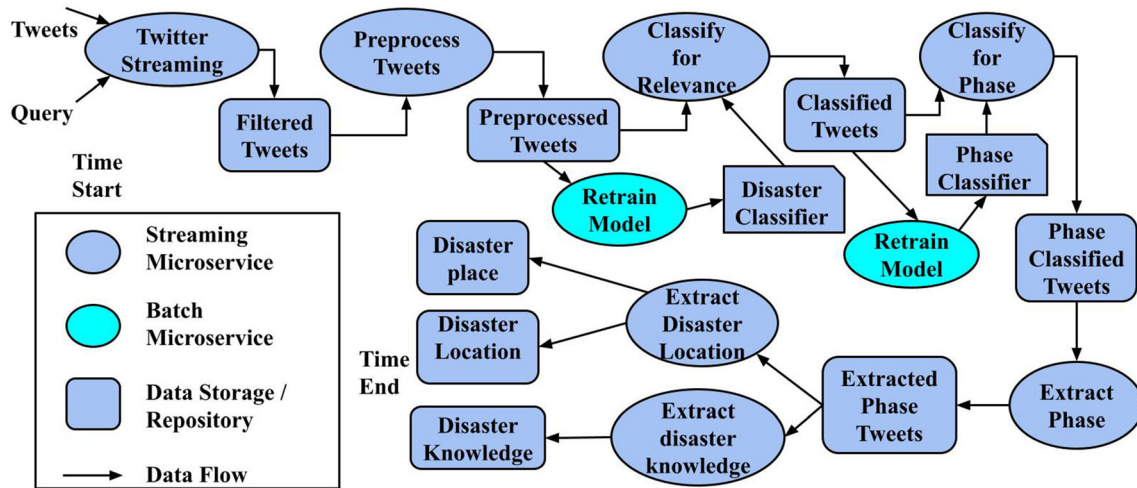 Tweets
Query
Twitter
Streaming
Filtered
Tweets
Preprocess
Tweets
Preprocessed
Tweets
Retrain
Model
Classify
for
Relevance
Disaster
Classifier
Classified
Tweets
Retrain
Model
Classify
for
Phase
Phase
Classifier
Phase
Classified
Tweets
Extract
Phase
Extracted
Phase
Tweets
Extract
Disaster
Location
Extract
disaster
knowledge
Disaster
place
Disaster
Location
Disaster
Knowledge
Time
Start
Time
End
Streaming
Microservice
Batch
Microservice
Data Storage /
Repository
Data Flow